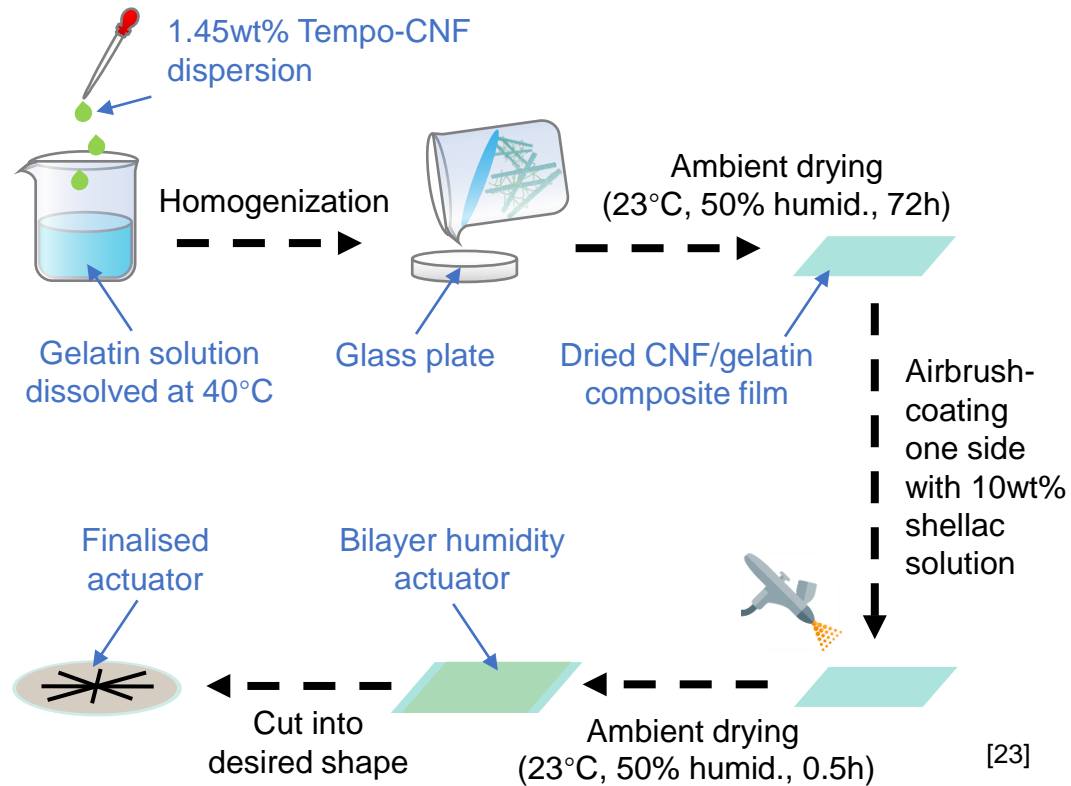 1.45wt% Tempo-CNF
dispersion
Homogenization
Ambient drying
(23°C, 50% humid., 72h)
Gelatin solution
dissolved at 40°C
Glass plate
Dried CNF/gelatin
composite film
Airbrush-
coating
one side
with 10wt%
shellac
solution
Finalised
actuator
Bilayer humidity
actuator
Cut into
desired shape
Ambient drying
(23°C, 50% humid., 0.5h)
[23]